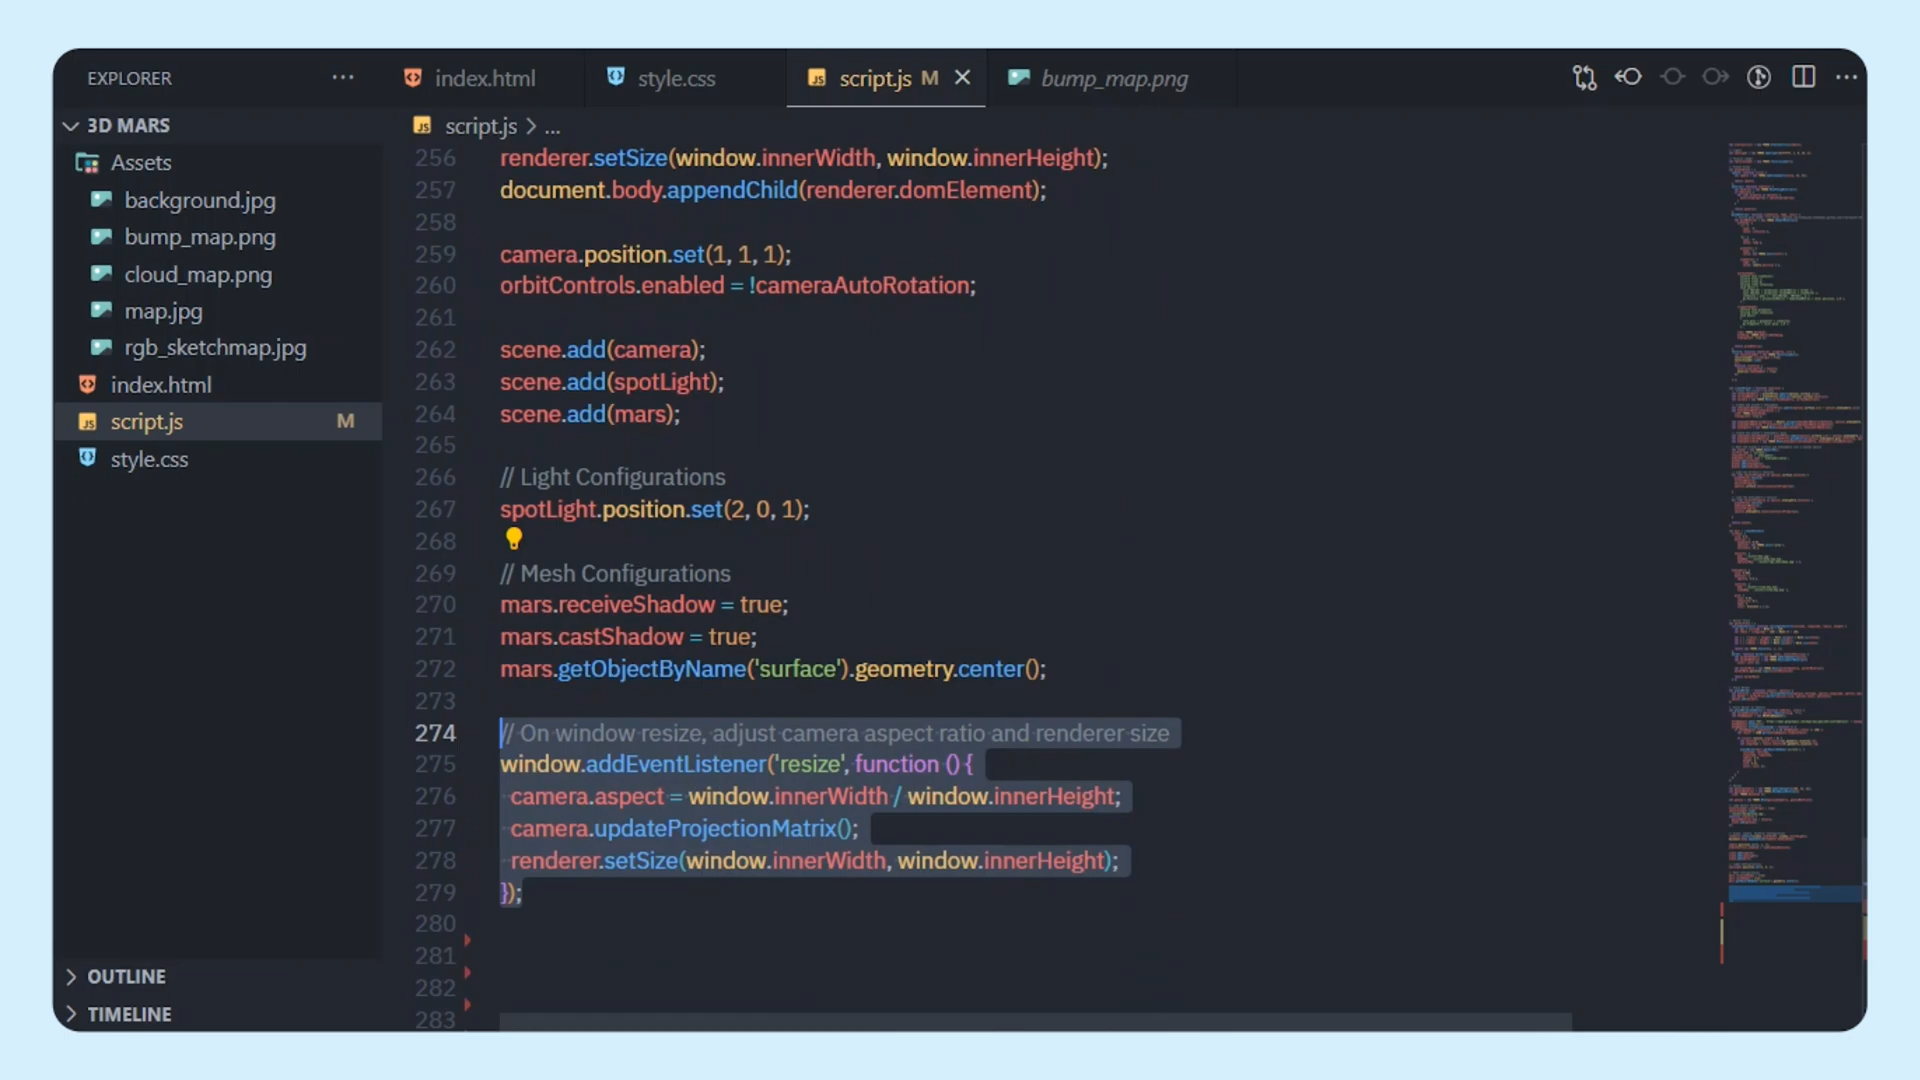 EXPLORER
index.html
style.css
script.js M
bump_map.png
3D MARS
Assets
background.jpg
bump_map.png
cloud_map.png
map.jpg
rgb_sketchmap.jpg
index.html
script.js M
style.css
OUTLINE
TIMELINE
script.js > ...
256 renderer.setSize(window.innerWidth, window.innerHeight);
257 document.body.appendChild(renderer.domElement);
258
259 camera.position.set(1, 1, 1);
260 orbitControls.enabled = !cameraAutoRotation;
261
262 scene.add(camera);
263 scene.add(spotLight);
264 scene.add(mars);
265
266 // Light Configurations
267 spotLight.position.set(2, 0, 1);
268
269 // Mesh Configurations
270 mars.receiveShadow = true;
271 mars.castShadow = true;
272 mars.getObjectByName('surface').geometry.center();
273
274 // On window resize, adjust camera aspect ratio and renderer size
275 window.addEventListener('resize', function () {
276 camera.aspect = window.innerWidth / window.innerHeight;
277 camera.updateProjectionMatrix();
278 renderer.setSize(window.innerWidth, window.innerHeight);
279 });
280
281
282
283